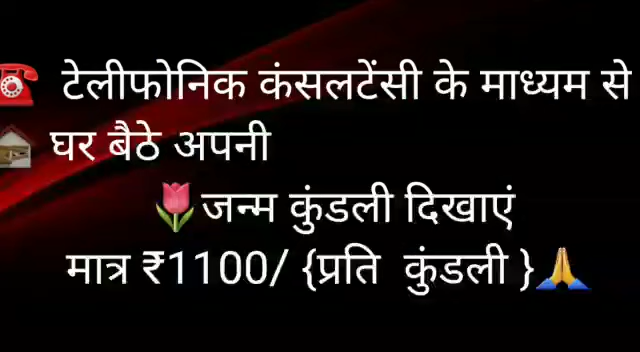 ☎️ टेलीफोनिक कंसलटेंसी के माध्यम से
🏠 घर बैठे अपनी
🌷जन्म कुंडली दिखाएं
मात्र ₹1100/ {प्रति कुंडली }🙏